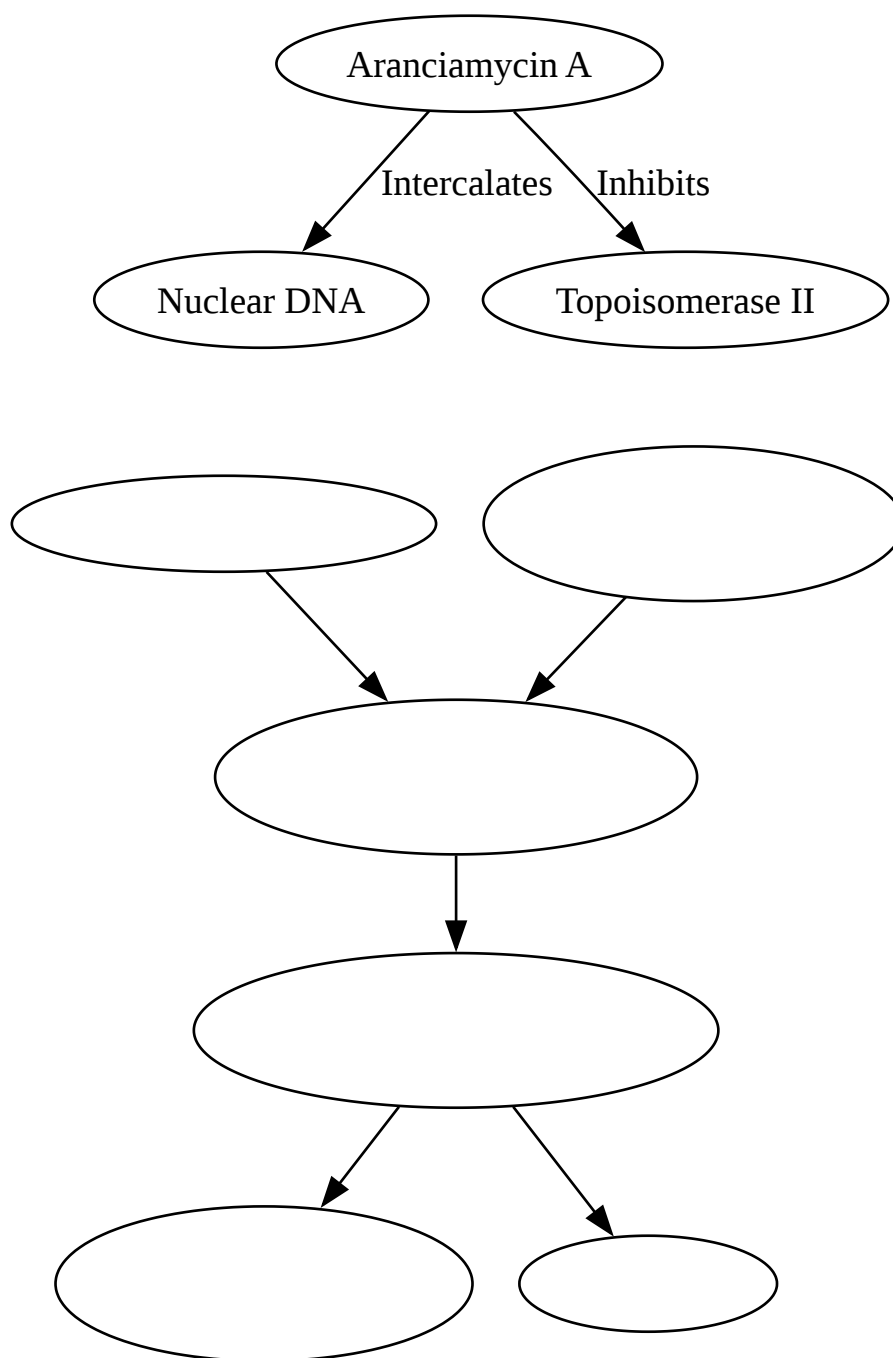 Aranciamycin A
Intercalates
Inhibits
Nuclear DNA
Topoisomerase II